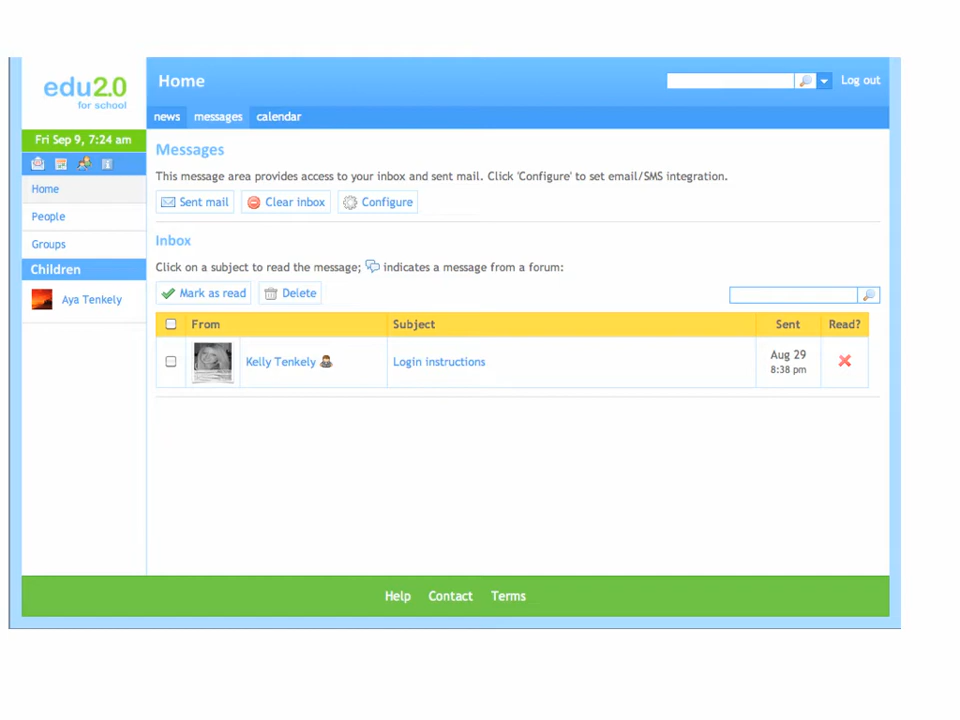 edu2.0
for school
Home
Log out
news messages calendar
Fri Sep 9, 7:24 am
Home
People
Groups
Children
Aya Tenkely
Messages
This message area provides access to your inbox and sent mail. Click 'Configure' to set email/SMS integration.
Sent mail Clear inbox Configure
Inbox
Click on a subject to read the message; indicates a message from a forum:
Mark as read Delete
From Subject Sent Read?
Kelly Tenkely Login instructions Aug 29
8:38 pm
Help Contact Terms